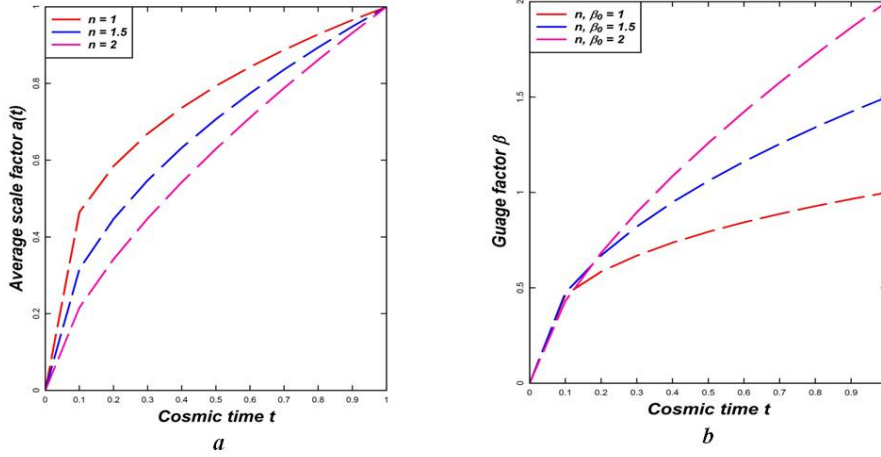 n = 1
n = 1.5
n = 2
Average scale factor a(t)
1
0.8
0.6
0.4
0.2
0
0 0.1 0.2 0.3 0.4 0.5 0.6 0.7 0.8 0.9 1
Cosmic time t
a
n, β₀ = 1
n, β₀ = 1.5
n, β₀ = 2
Guage factor β
2
1.5
1
0.5
0
0 0.1 0.2 0.3 0.4 0.5 0.6 0.7 0.8 0.9
Cosmic time t
b